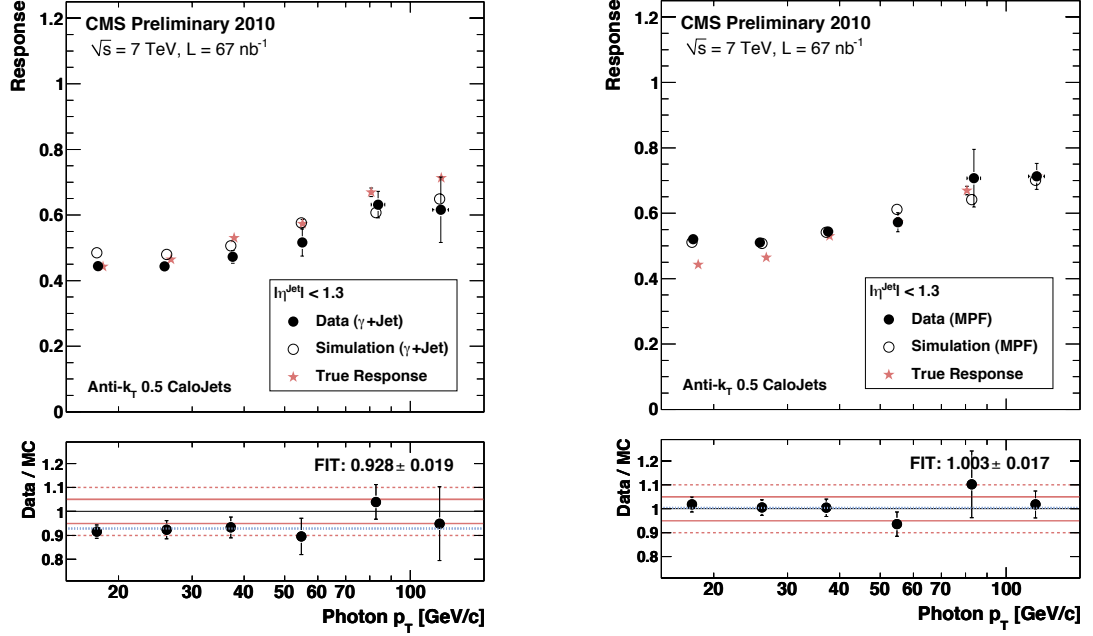 CMS Preliminary 2010
√s = 7 TeV, L = 67 nb⁻¹
Response
1.2
1
0.8
0.6
0.4
0.2
0
|η^Jet| < 1.3
Data (γ+Jet)
Simulation (γ+Jet)
True Response
Anti-k_T 0.5 CaloJets
Data / MC
1.2
1.1
1
0.9
0.8
FIT: 0.928 ± 0.019
20 30 40 50 60 70 100
Photon p_T [GeV/c]
CMS Preliminary 2010
√s = 7 TeV, L = 67 nb⁻¹
Response
1.2
1
0.8
0.6
0.4
0.2
0
|η^Jet| < 1.3
Data (MPF)
Simulation (MPF)
True Response
Anti-k_T 0.5 CaloJets
Data / MC
1.2
1.1
1
0.9
0.8
FIT: 1.003 ± 0.017
20 30 40 50 60 70 100
Photon p_T [GeV/c]